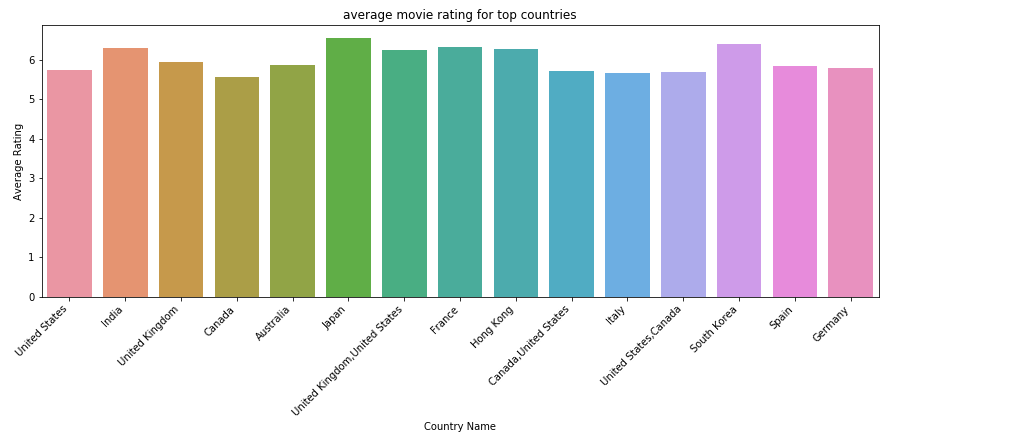 average movie rating for top countries
Average Rating
6
5
4
3
2
1
0
United States
India
United Kingdom
Canada
Australia
Japan
United Kingdom,United States
France
Hong Kong
Canada,United States
Italy
United States,Canada
South Korea
Spain
Germany
Country Name